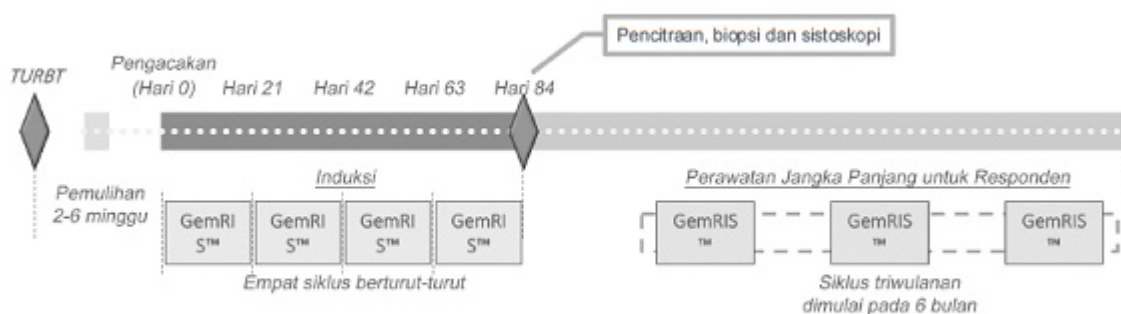 Pencitraan, biopsi dan sistoskopi
TURBT
Pengacakan
(Hari 0)
Hari 21
Hari 42
Hari 63
Hari 84
Pemulihan
2-6 minggu
Induksi
GemRI
S™
GemRI
S™
GemRI
S™
GemRI
S™
Empat siklus berturut-turut
Perawatan Jangka Panjang untuk Responden
GemRIS
™
GemRIS
™
GemRIS
™
Siklus triwulanan
dimulai pada 6 bulan